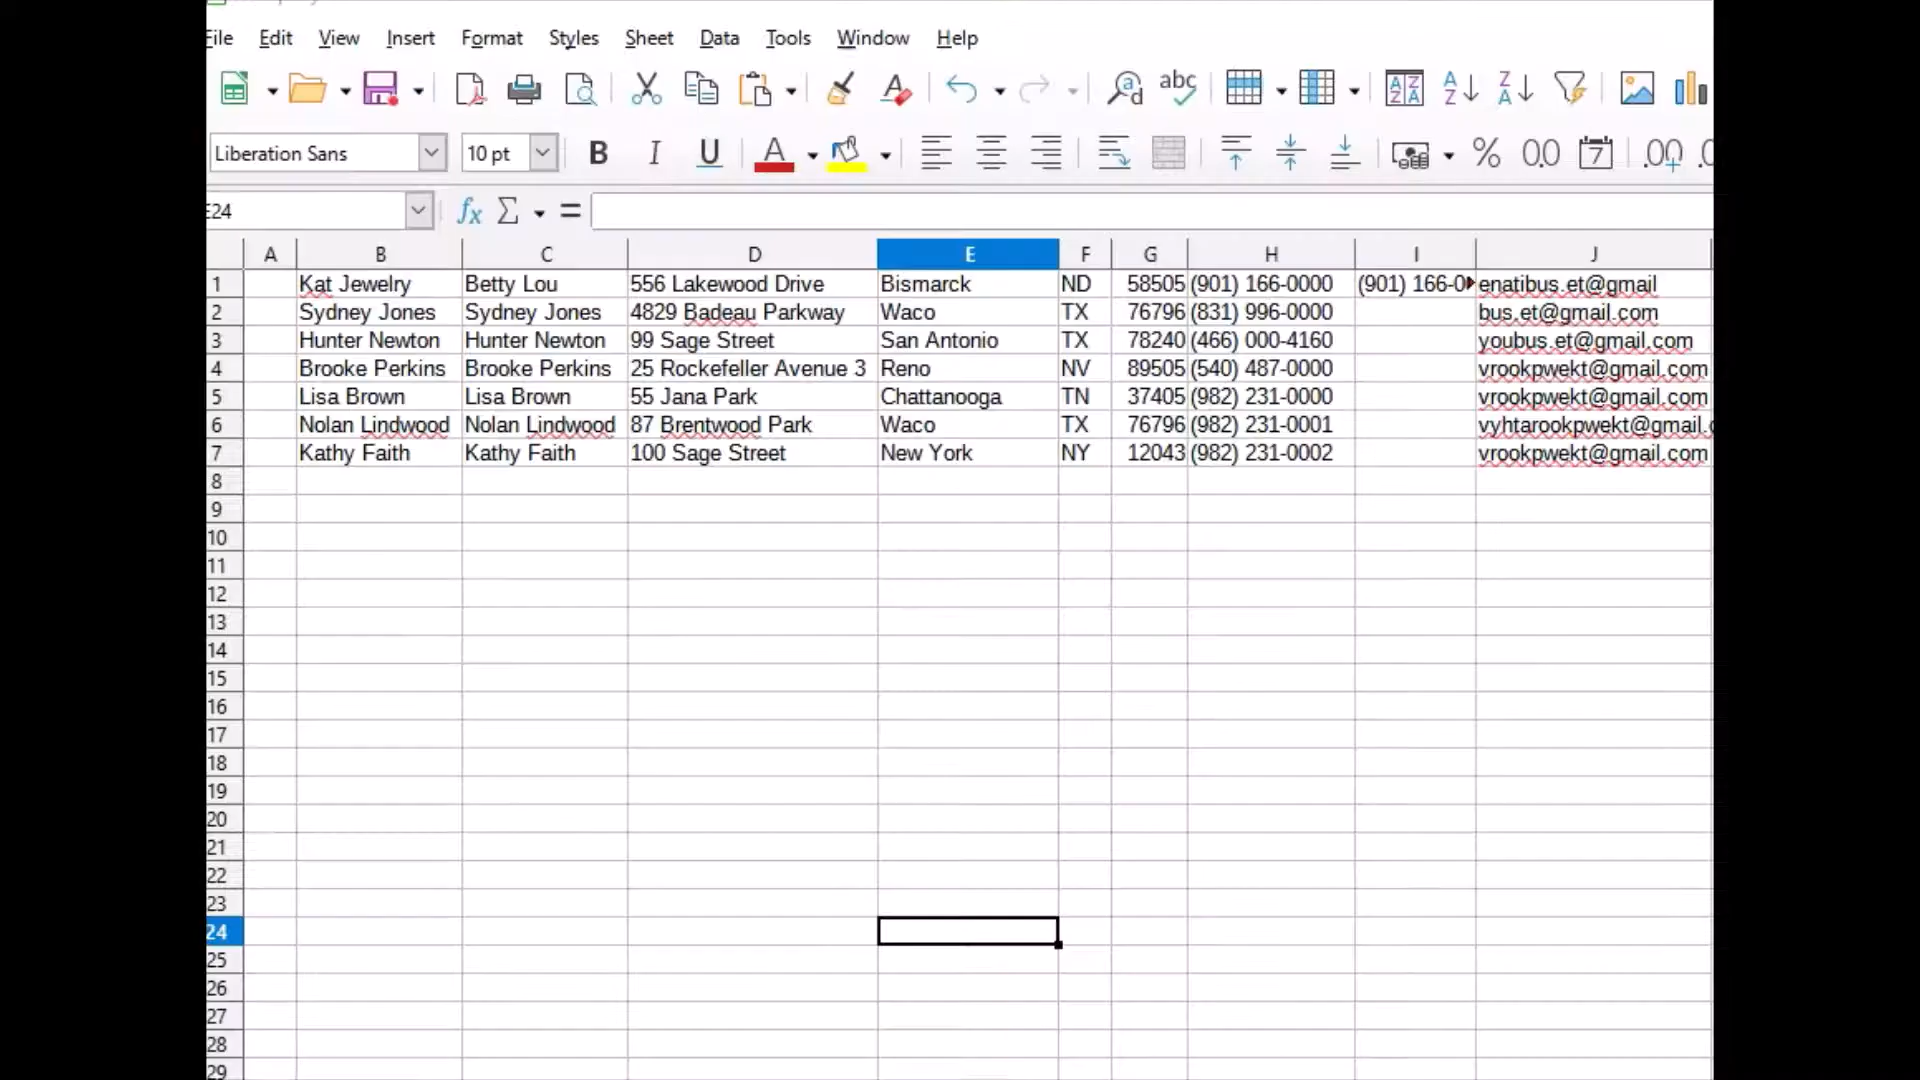 File Edit View Insert Format Styles Sheet Data Tools Window Help
abc
Liberation Sans 10 pt B I U A % 0.0 7 .00
E24 fx Σ =
A B C D E F G H I J
1 Kat Jewelry Betty Lou 556 Lakewood Drive Bismarck ND 58505 (901) 166-0000 (901) 166-0 enatibus.et@gmail
2 Sydney Jones Sydney Jones 4829 Badeau Parkway Waco TX 76796 (831) 996-0000 bus.et@gmail.com
3 Hunter Newton Hunter Newton 99 Sage Street San Antonio TX 78240 (466) 000-4160 youbus.et@gmail.com
4 Brooke Perkins Brooke Perkins 25 Rockefeller Avenue 3 Reno NV 89505 (540) 487-0000 vrookpwekt@gmail.com
5 Lisa Brown Lisa Brown 55 Jana Park Chattanooga TN 37405 (982) 231-0000 vrookpwekt@gmail.com
6 Nolan Lindwood Nolan Lindwood 87 Brentwood Park Waco TX 76796 (982) 231-0001 vyhtarookpwekt@gmail.
7 Kathy Faith Kathy Faith 100 Sage Street New York NY 12043 (982) 231-0002 vrookpwekt@gmail.com
8
9
10
11
12
13
14
15
16
17
18
19
20
21
22
23
24
25
26
27
28
29